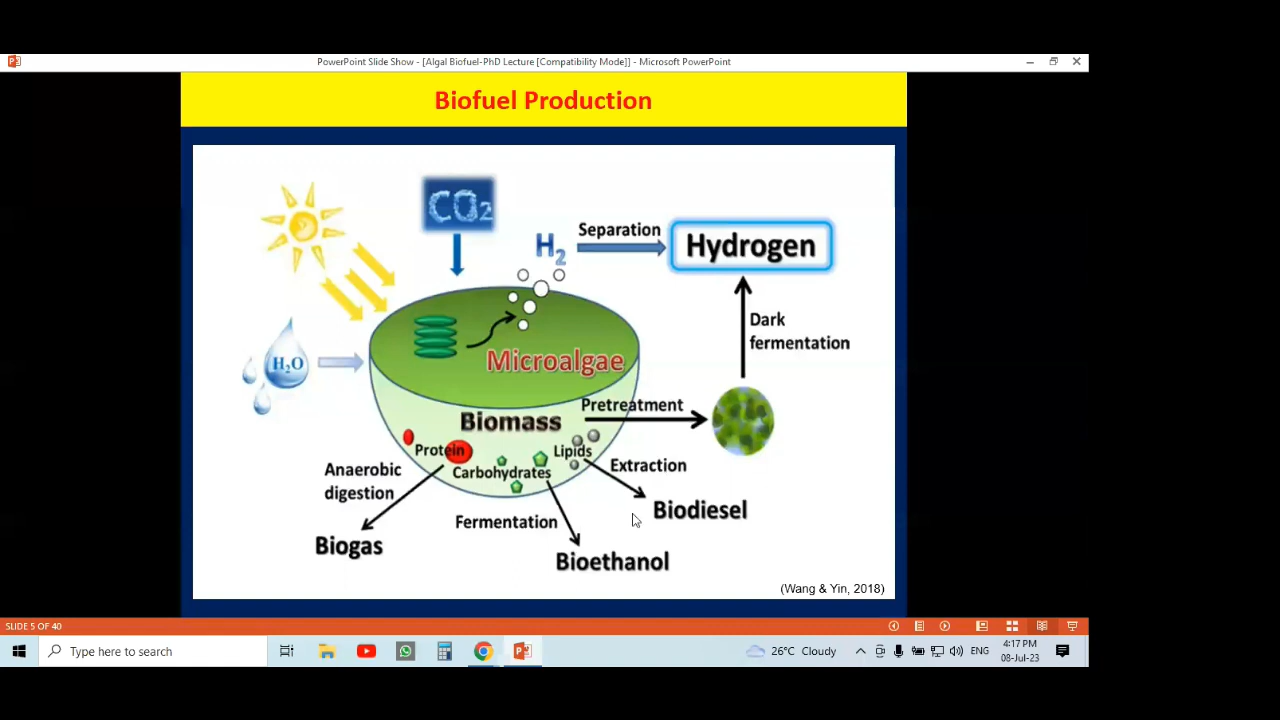 PowerPoint Slide Show - [Algal Biofuel-PhD Lecture [Compatibility Mode]] - Microsoft PowerPoint
Biofuel Production
CO2
H2
Separation
Hydrogen
Dark
fermentation
H2O
Microalgae
Pretreatment
Biomass
Protein
Lipids
Carbohydrates
Extraction
Anaerobic
digestion
Biodiesel
Fermentation
Biogas
Bioethanol
(Wang & Yin, 2018)
SLIDE 5 OF 40
Type here to search
26°C Cloudy
ENG
4:17 PM
08-Jul-23